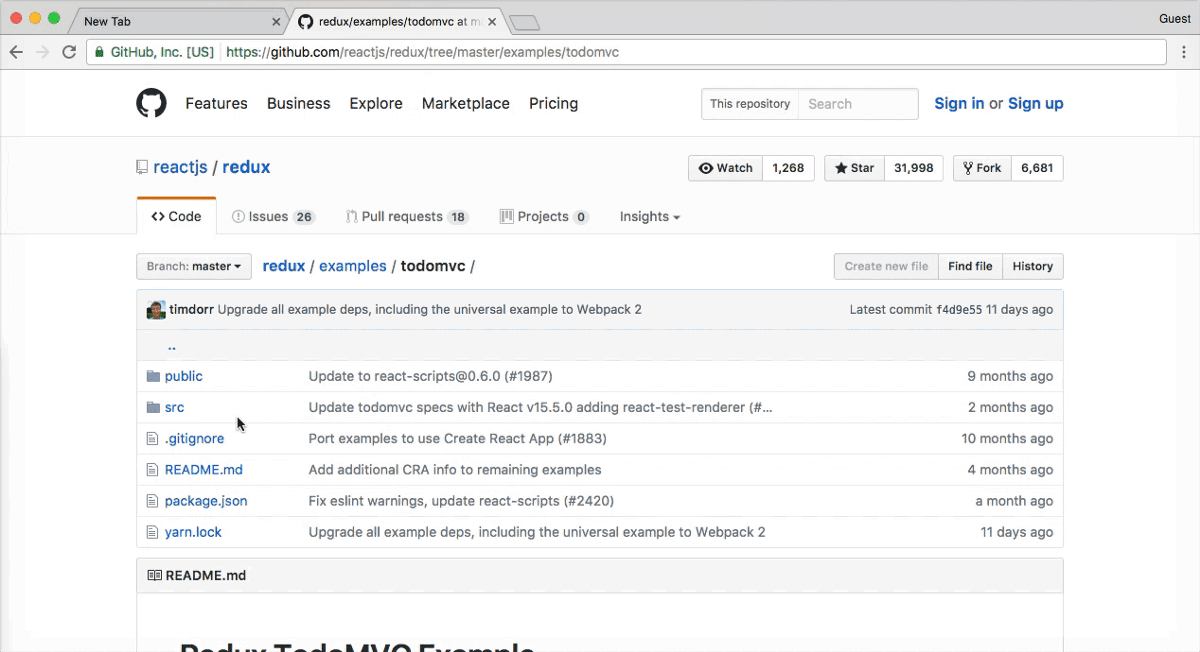 New Tab
redux/examples/todomvc at m
Guest
GitHub, Inc. [US] https://github.com/reactjs/redux/tree/master/examples/todomvc
Features Business Explore Marketplace Pricing
This repository Search
Sign in or Sign up
reactjs / redux
Watch 1,268 Star 31,998 Fork 6,681
<> Code Issues 26 Pull requests 18 Projects 0 Insights
Branch: master redux / examples / todomvc / Create new file Find file History
timdorr Upgrade all example deps, including the universal example to Webpack 2 Latest commit f4d9e55 11 days ago
..
public Update to react-scripts@0.6.0 (#1987) 9 months ago
src Update todomvc specs with React v15.5.0 adding react-test-renderer (#... 2 months ago
.gitignore Port examples to use Create React App (#1883) 10 months ago
README.md Add additional CRA info to remaining examples 4 months ago
package.json Fix eslint warnings, update react-scripts (#2420) a month ago
yarn.lock Upgrade all example deps, including the universal example to Webpack 2 11 days ago
README.md
Redux TodoMVC Example